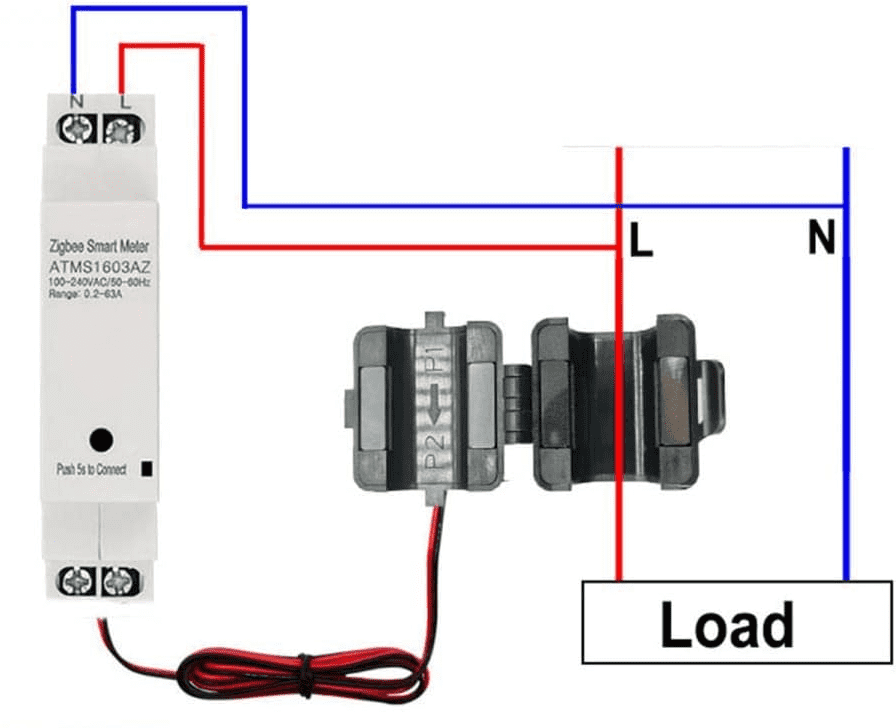 N L
Zigbee Smart Meter
ATMS1603AZ
100-240VAC/50-60Hz
Range: 0.2-63A
Push 5s to Connect
L
N
P1
P2
Load